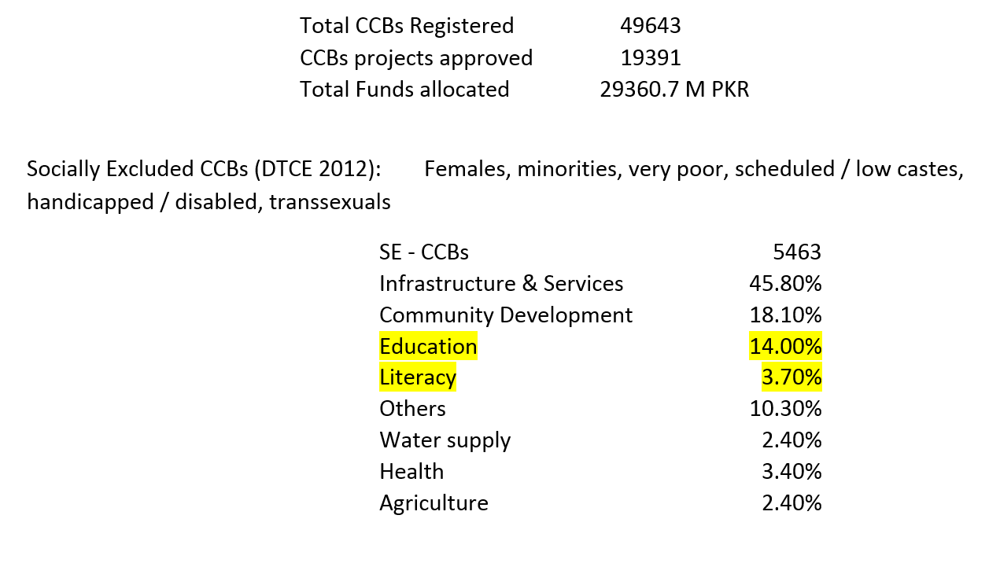 Total CCBs Registered 49643
CCBs projects approved 19391
Total Funds allocated 29360.7 M PKR
Socially Excluded CCBs (DTCE 2012): Females, minorities, very poor, scheduled / low castes,
handicapped / disabled, transsexuals
SE - CCBs 5463
Infrastructure & Services 45.80%
Community Development 18.10%
Education 14.00%
Literacy 3.70%
Others 10.30%
Water supply 2.40%
Health 3.40%
Agriculture 2.40%